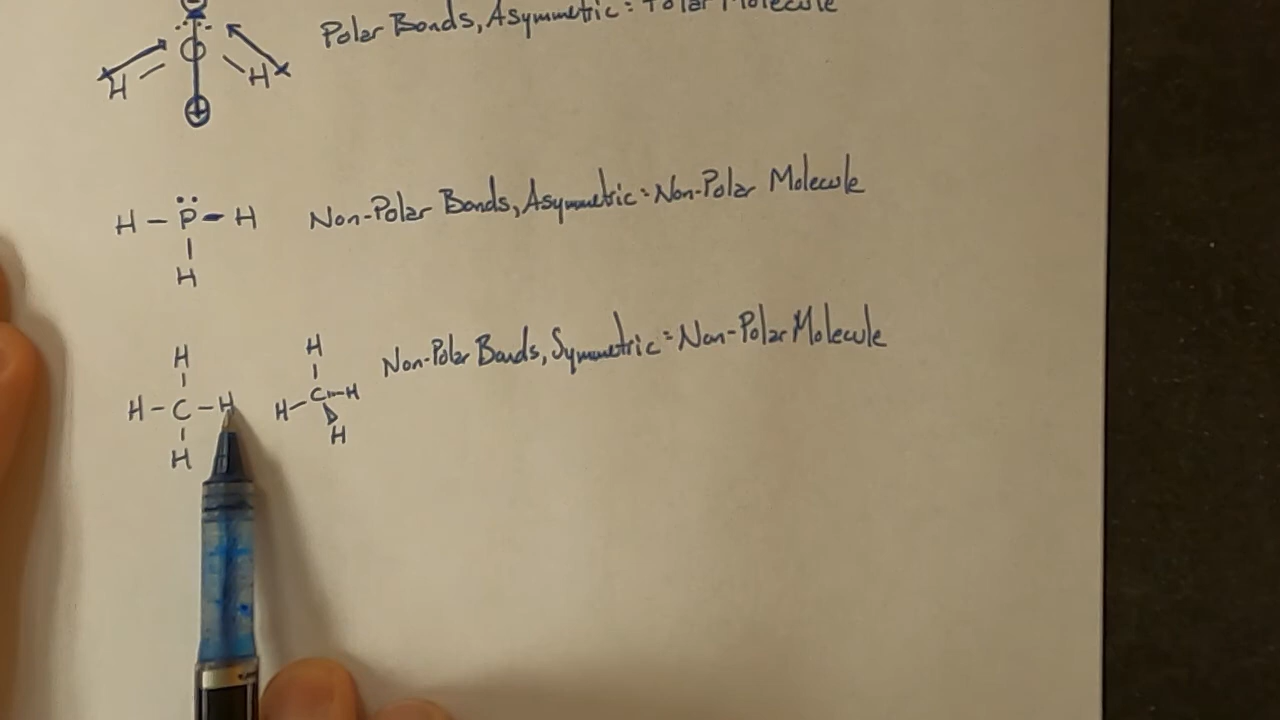 Polar Bonds, Asymmetric = Polar Molecule
O
H H
H - P - H Non-Polar Bonds, Asymmetric = Non-Polar Molecule
H
H H Non-Polar Bonds, Symmetric = Non-Polar Molecule
H - C - H H C H
H H